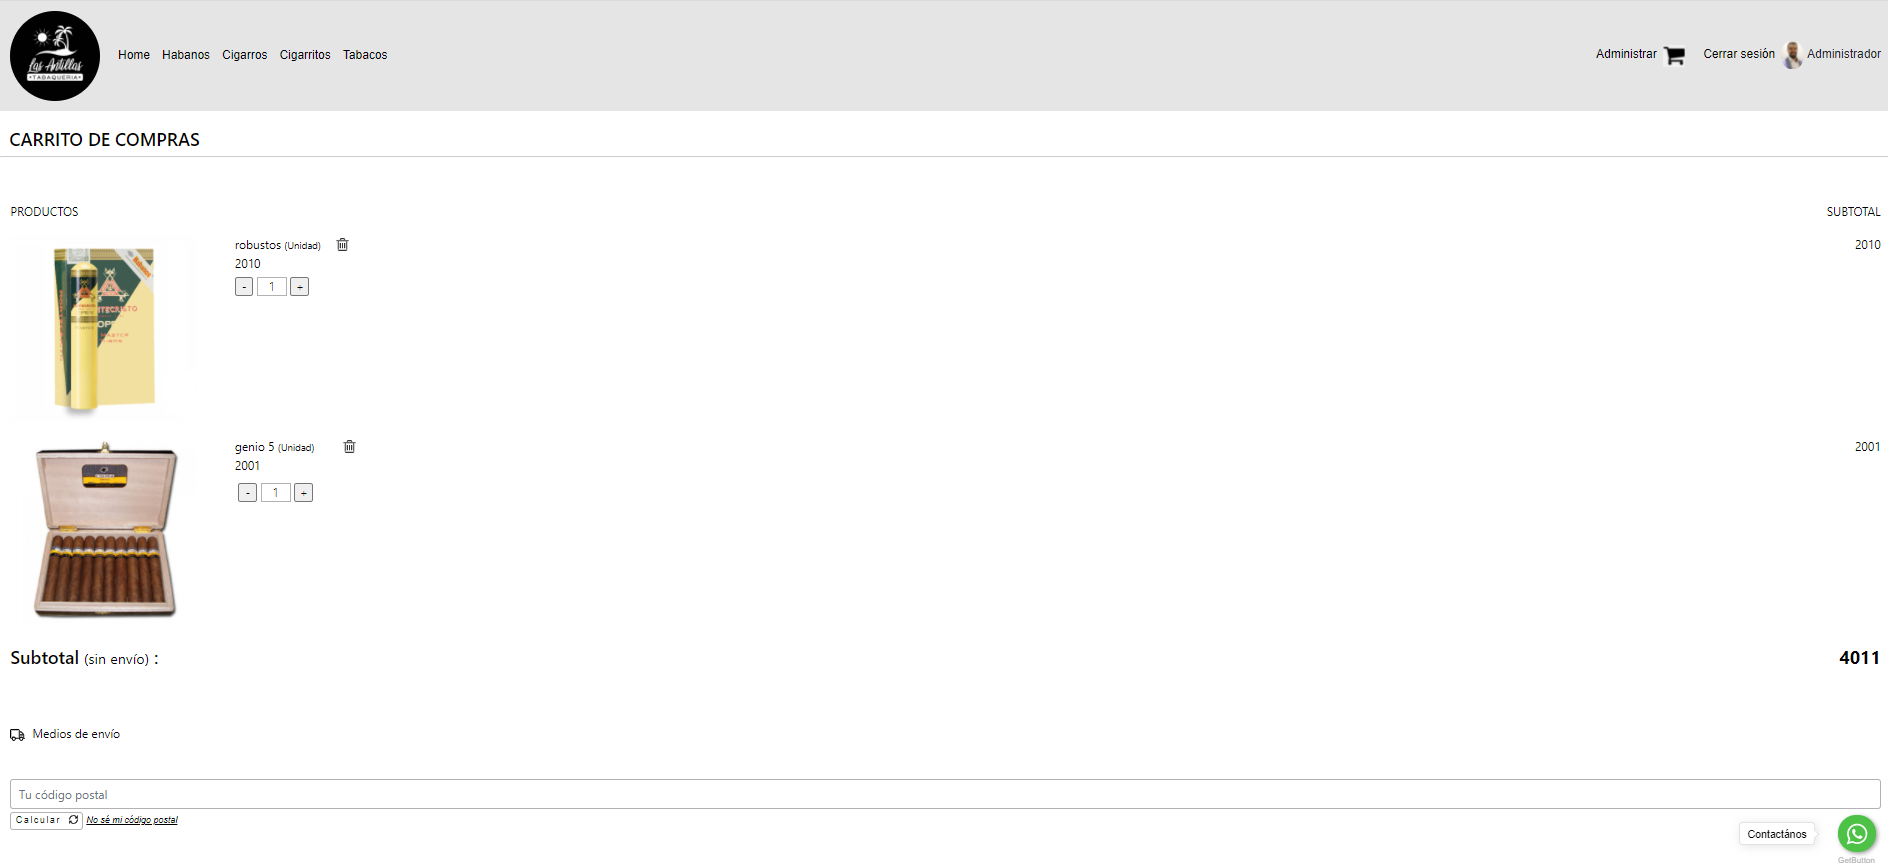 Las Antillas
TABAQUERIA
Home Habanos Cigarros Cigarritos Tabacos
Administrar Cerrar sesión Administrador
CARRITO DE COMPRAS
PRODUCTOS SUBTOTAL
Habanos
robustos (Unidad) 2010
2010
- 1 +
genio 5 (Unidad) 2001
2001
- 1 +
Subtotal (sin envío) : 4011
Medios de envío
Tu código postal
Calcular No sé mi código postal
Contactános
GetButton